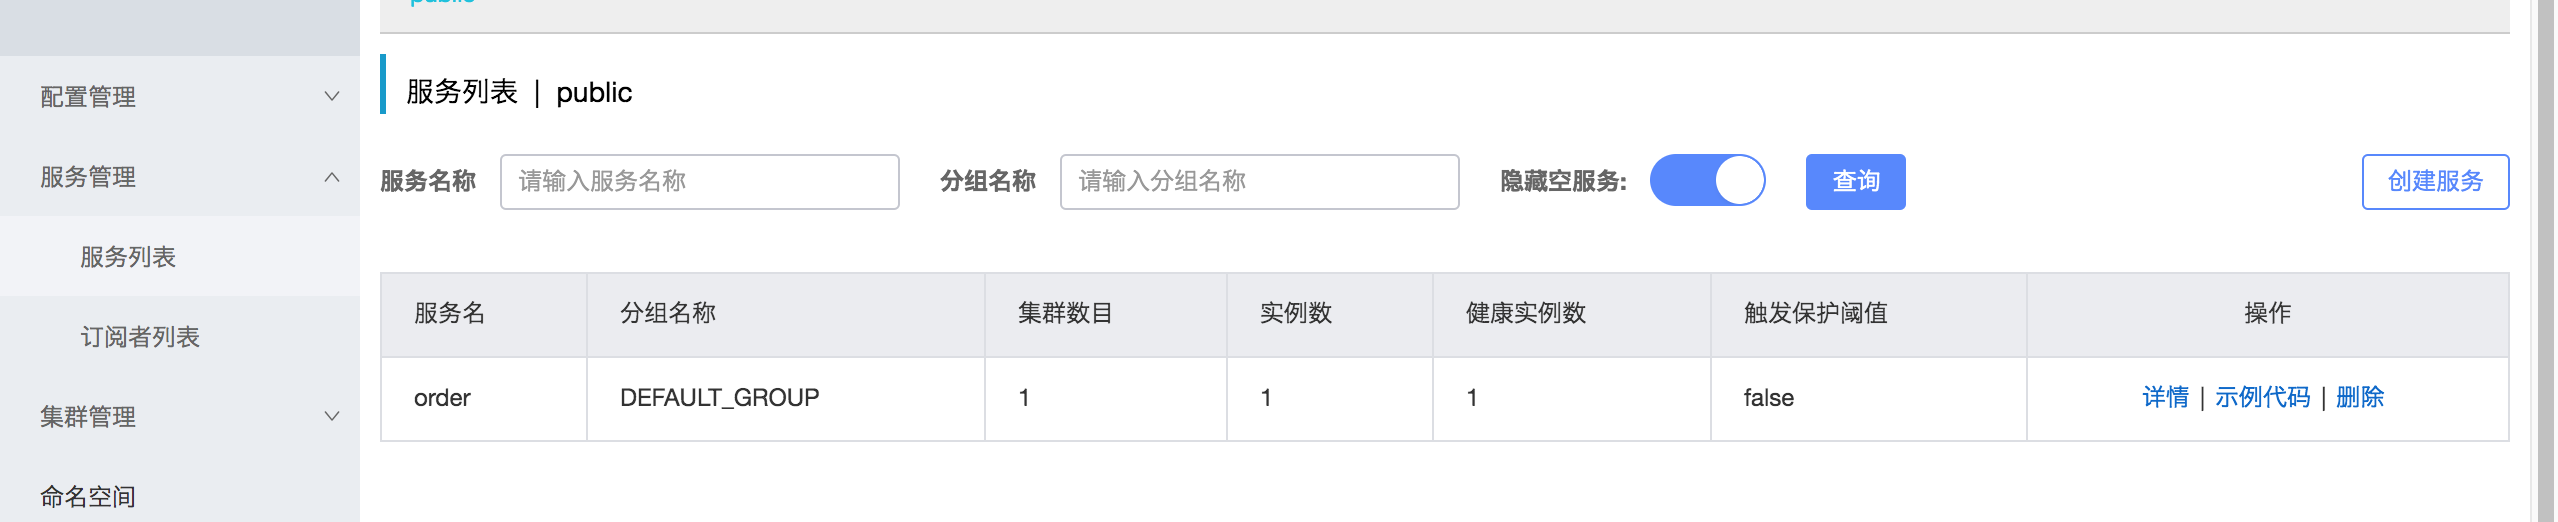 public
配置管理
服务管理
服务列表
订阅者列表
集群管理
命名空间
服务列表 | public
服务名称 请输入服务名称 分组名称 请输入分组名称 隐藏空服务: 查询 创建服务
服务名 分组名称 集群数目 实例数 健康实例数 触发保护阈值 操作
order DEFAULT_GROUP 1 1 1 false 详情 | 示例代码 | 删除